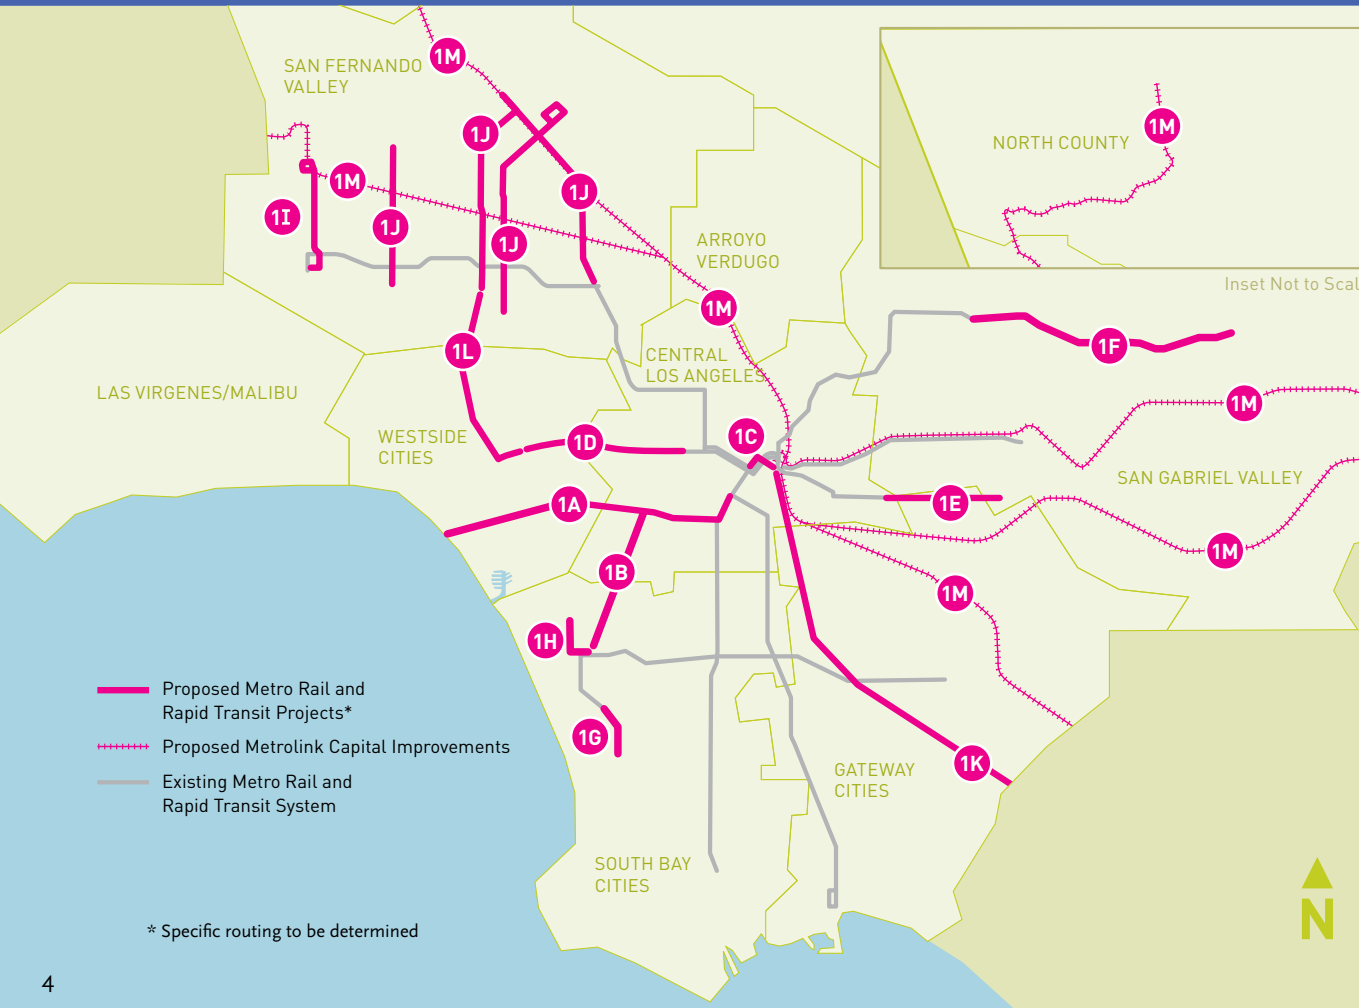 1M
SAN FERNANDO
VALLEY
1J
1M
NORTH COUNTY
1M
1J
1I
1J
1J
ARROYO
VERDUGO
Inset Not to Scal
1M
1F
1L
CENTRAL
LOS ANGELES
LAS VIRGENES/MALIBU
1M
WESTSIDE
CITIES
1D
1C
SAN GABRIEL VALLEY
1A
1E
1M
1B
1M
1H
Proposed Metro Rail and
Rapid Transit Projects*
1G
Proposed Metrolink Capital Improvements
1K
GATEWAY
CITIES
Existing Metro Rail and
Rapid Transit System
SOUTH BAY
CITIES
N
* Specific routing to be determined
4